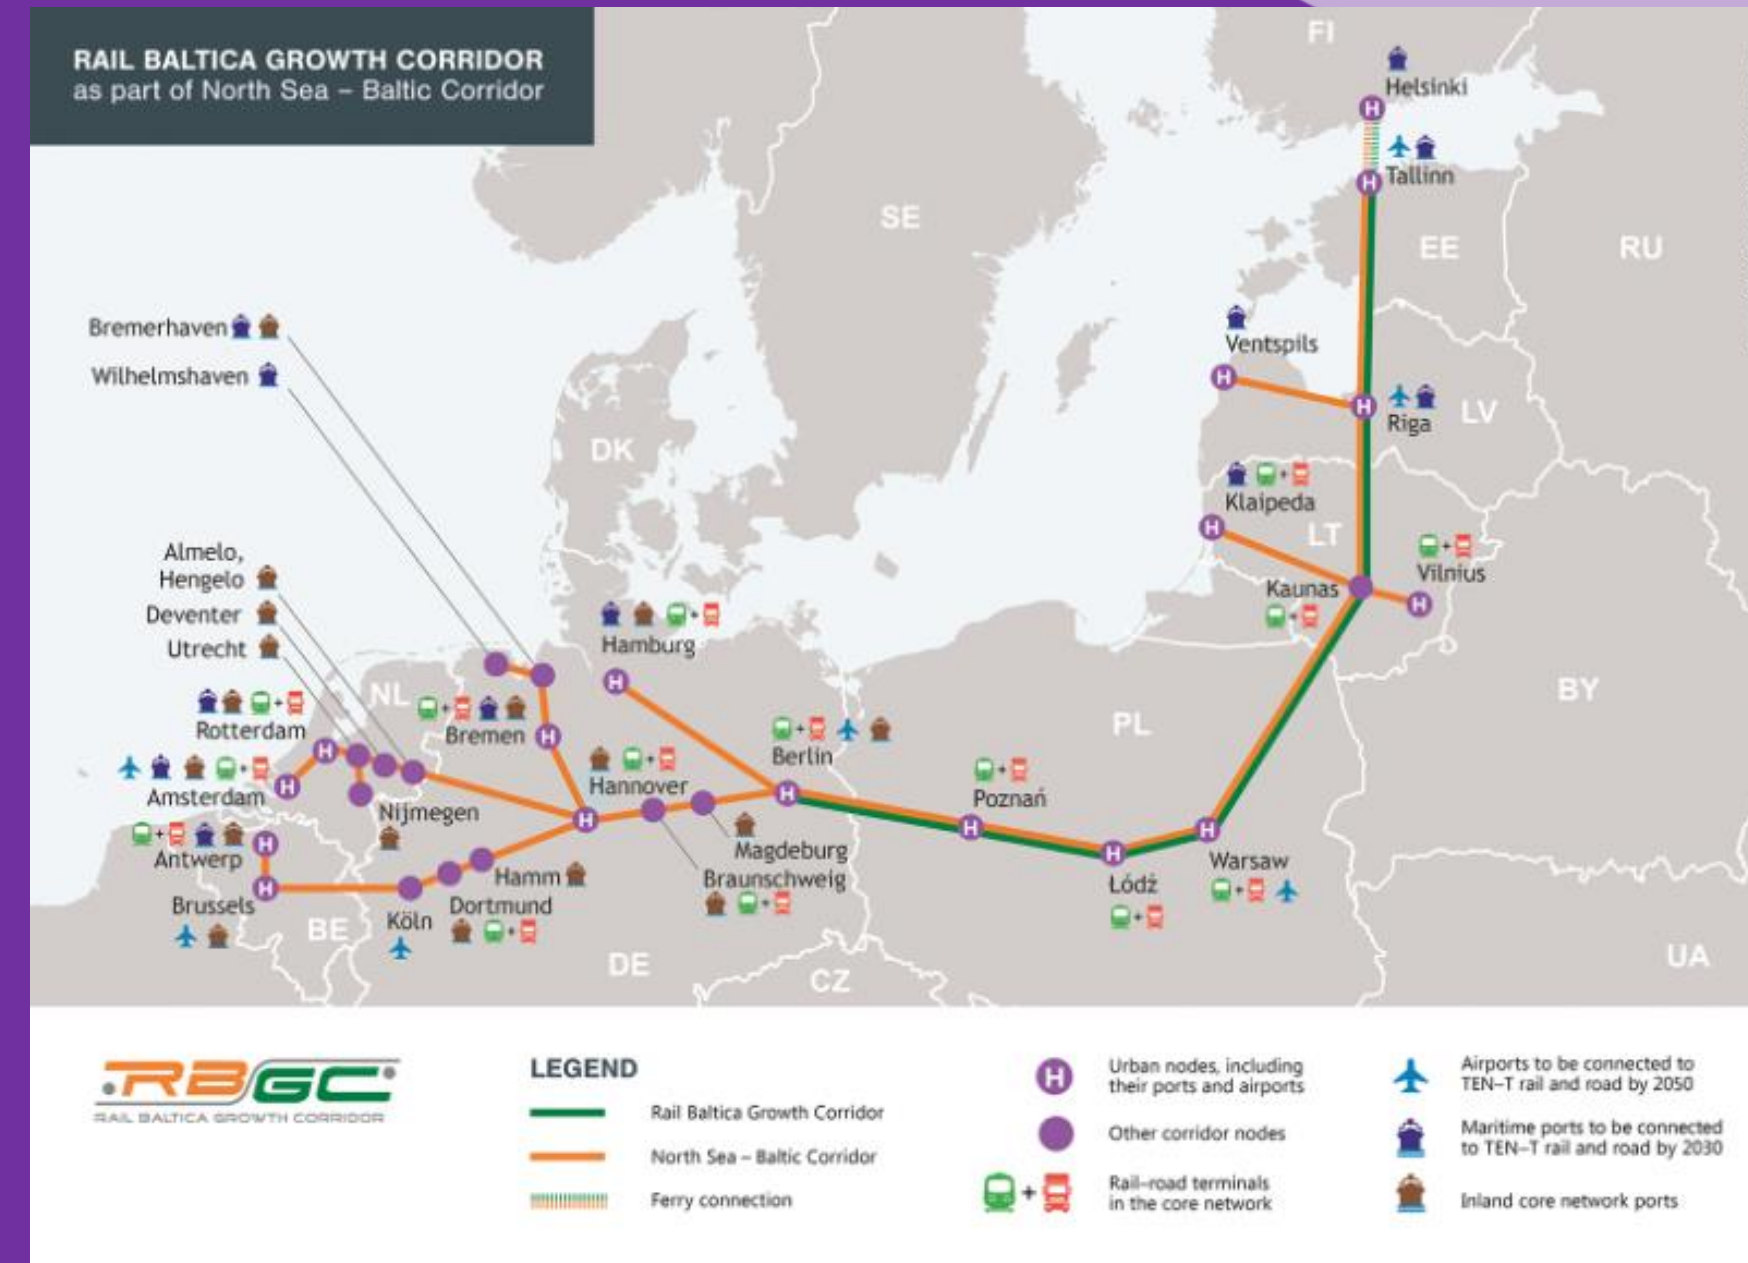 RAIL BALTICA GROWTH CORRIDOR
as part of North Sea – Baltic Corridor
FI
Helsinki
Tallinn
SE
EE
RU
Bremerhaven
Wilhelmshaven
Ventspils
DK
Riga
LV
Klaipeda
LT
Vilnius
Kaunas
Almelo,
Hengelo
Deventer
Utrecht
Hamburg
NL
Rotterdam
Bremen
BY
PL
Berlin
Hannover
Poznań
Amsterdam
Nijmegen
Antwerp
Magdeburg
Braunschweig
Warsaw
Łódź
Hamm
Brussels
Dortmund
Köln
BE
DE
CZ
UA
RBGC
RAIL BALTICA GROWTH CORRIDOR
LEGEND
Rail Baltica Growth Corridor
North Sea – Baltic Corridor
Ferry connection
H
Urban nodes, including
their ports and airports
Other corridor nodes
+
Rail–road terminals
in the core network
Airports to be connected to
TEN–T rail and road by 2050
Maritime ports to be connected
to TEN–T rail and road by 2030
Inland core network ports